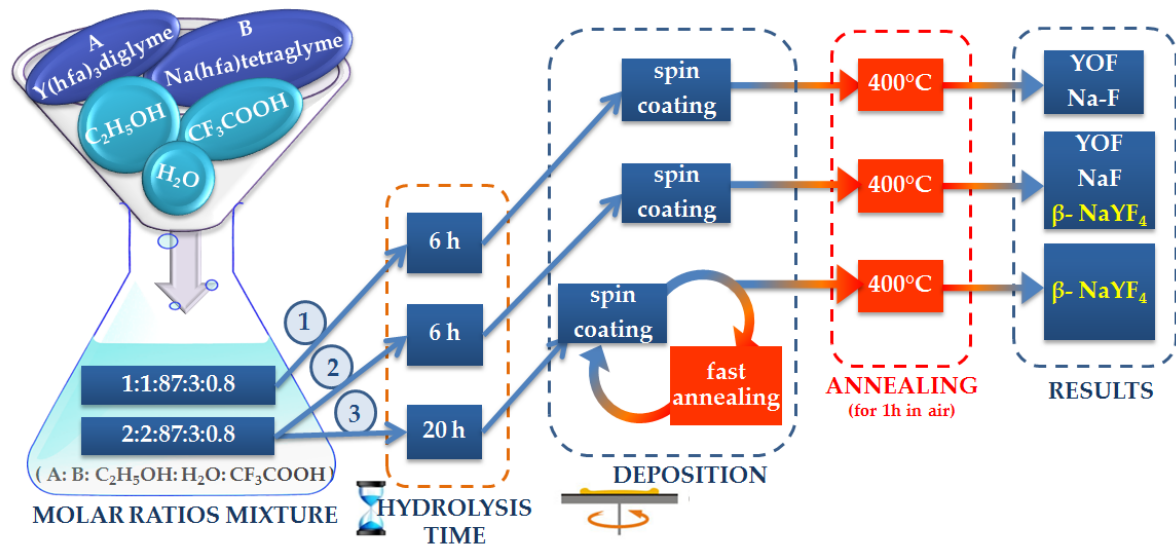 A
Y(hfa)₃diglyme
B
Na(hfa)tetraglyme
C₂H₅OH
CF₃COOH
H₂O
1:1:87:3:0.8
2:2:87:3:0.8
( A: B: C₂H₅OH: H₂O: CF₃COOH)
MOLAR RATIOS MIXTURE
1
2
3
6 h
6 h
20 h
HYDROLYSIS
TIME
spin
coating
spin
coating
spin
coating
fast
annealing
DEPOSITION
400°C
400°C
400°C
ANNEALING
(for 1h in air)
YOF
Na-F
YOF
NaF
β- NaYF₄
β- NaYF₄
RESULTS